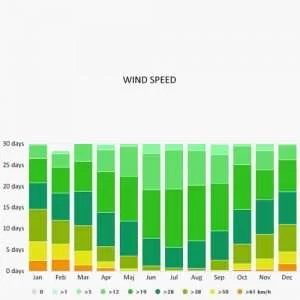 WIND SPEED
30 days
25 days
20 days
15 days
10 days
5 days
0 days
Jan Feb Mar Apr Maj Jun Jul Aug Sep Oct Nov Dec
0 >1 >5 >12 >19 >28 >38 >50 >61 km/h